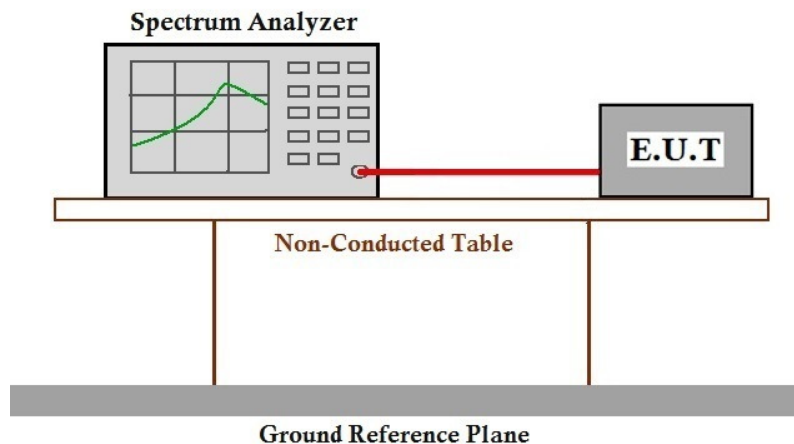 Spectrum Analyzer
E.U.T
Non-Conducted Table
Ground Reference Plane